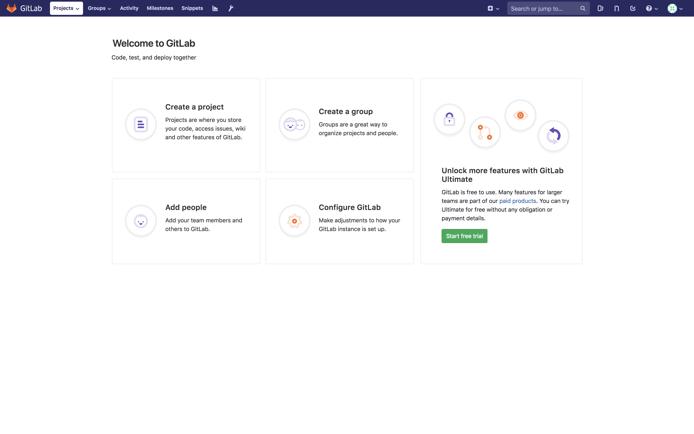 GitLab Projects Groups Activity Milestones Snippets Search or jump to...
Welcome to GitLab
Code, test, and deploy together
Create a project
Projects are where you store
your code, access issues, wiki
and other features of GitLab.
Create a group
Groups are a great way to
organize projects and people.
Unlock more features with GitLab
Ultimate
GitLab is free to use. Many features for larger
teams are part of our paid products. You can try
Ultimate for free without any obligation or
payment details.
Start free trial
Add people
Add your team members and
others to GitLab.
Configure GitLab
Make adjustments to how your
GitLab instance is set up.